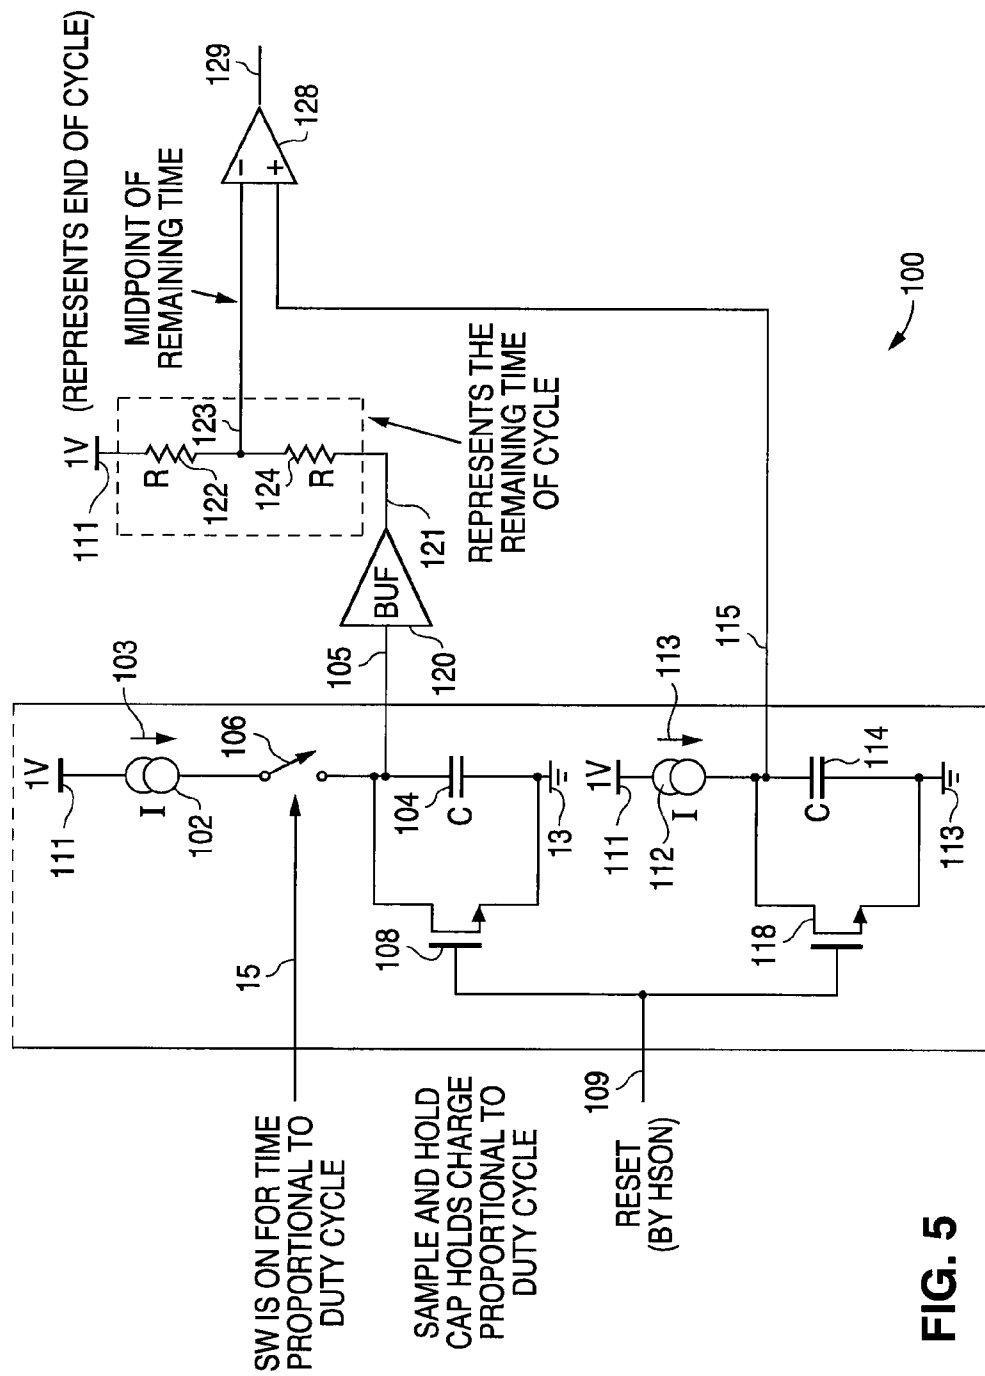 1V
111
103
I
102
106
15
SW IS ON FOR TIME
PROPORTIONAL TO
DUTY CYCLE
105
104
C
13
108
SAMPLE AND HOLD
CAP HOLDS CHARGE
PROPORTIONAL TO
DUTY CYCLE
109
RESET
(BY HSON)
BUF
120
121
1V
111
(REPRESENTS END OF CYCLE)
R
122
123
124
R
REPRESENTS THE
REMAINING TIME
OF CYCLE
MIDPOINT OF
REMAINING TIME
-
+
128
129
1V
111
113
I
112
115
114
C
113
118
100
FIG. 5